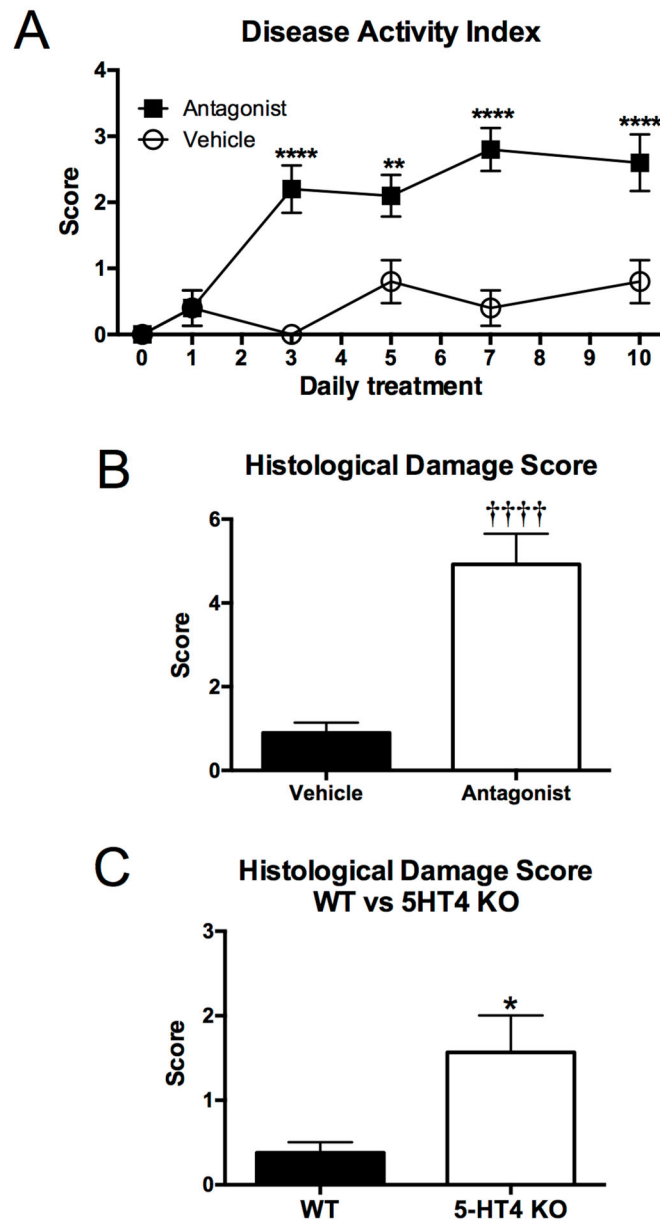 A
Disease Activity Index
4
3
2
1
0
Score
Antagonist
Vehicle
****
**
****
****
0 1 2 3 4 5 6 7 8 9 10
Daily treatment
B
Histological Damage Score
6
4
2
0
Score
††††
Vehicle Antagonist
C
Histological Damage Score
WT vs 5HT4 KO
3
2
1
0
Score
*
WT 5-HT4 KO